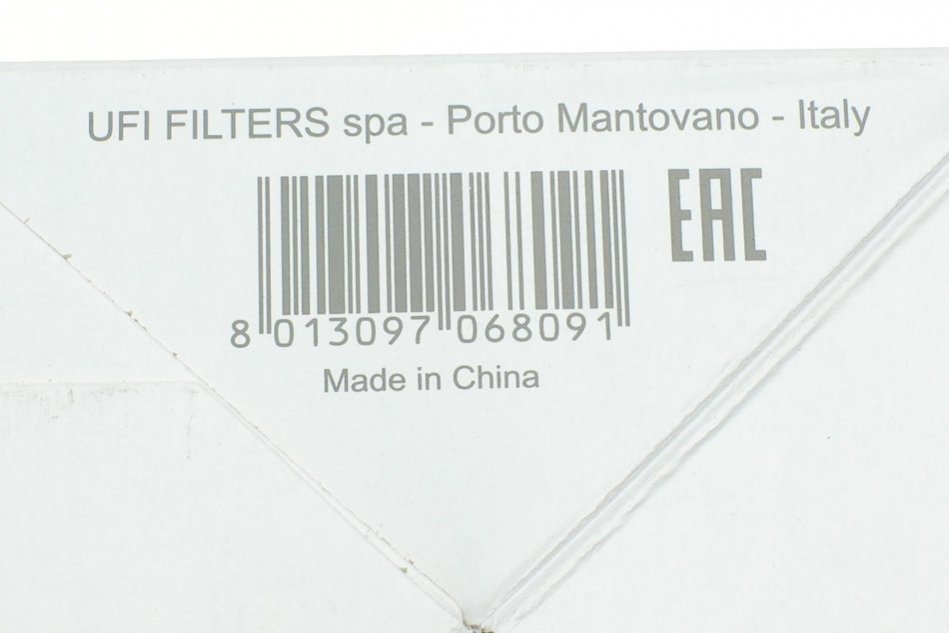 UFI FILTERS spa - Porto Mantovano - Italy
EAC
8 013097 068091
Made in China